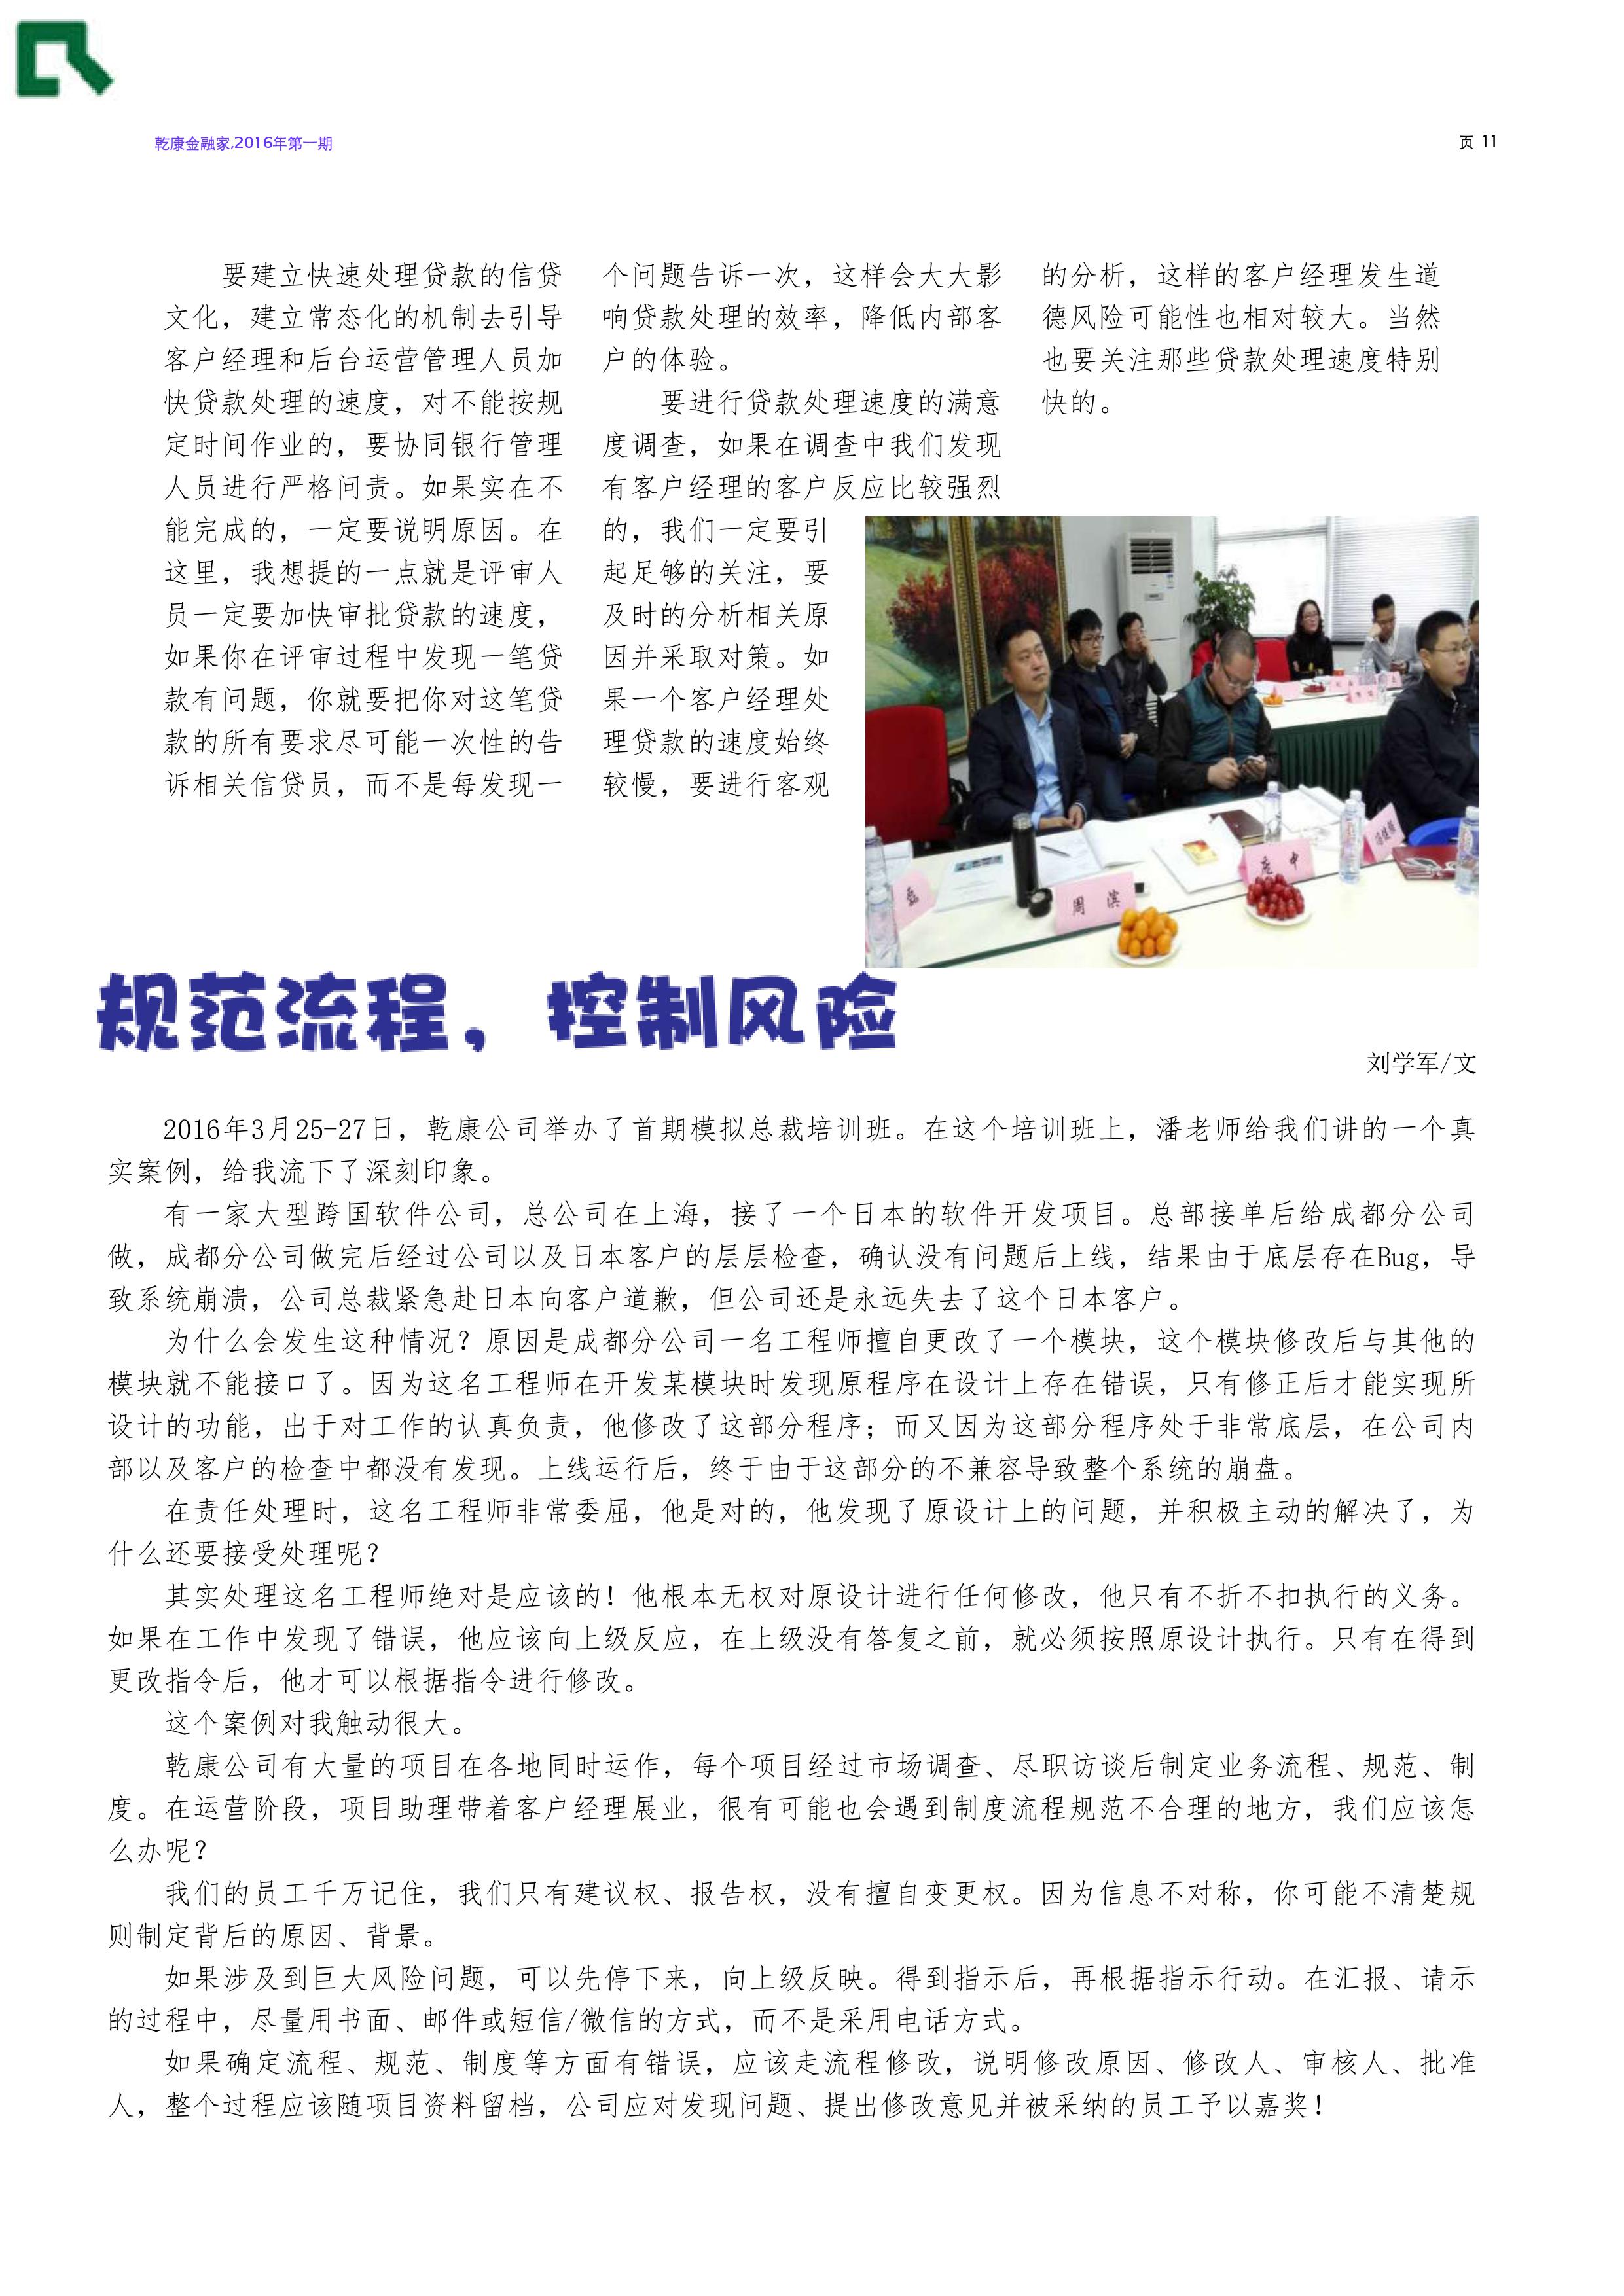 乾康金融家,2016年第一期
页 11
要建立快速处理贷款的信贷
文化，建立常态化的机制去引导
客户经理和后台运营管理人员加
快贷款处理的速度，对不能按规
定时间作业的，要协同银行管理
人员进行严格问责。如果实在不
能完成的，一定要说明原因。在
这里，我想提的一点就是评审人
员一定要加快审批贷款的速度，
如果你在评审过程中发现一笔贷
款有问题，你就要把你对这笔贷
款的所有要求尽可能一次性的告
诉相关信贷员，而不是每发现一
个问题告诉一次，这样会大大影
响贷款处理的效率，降低内部客
户的体验。
要进行贷款处理速度的满意
度调查，如果在调查中我们发现
有客户经理的客户反应比较强烈
的，我们一定要引
起足够的关注，要
及时的分析相关原
因并采取对策。如
果一个客户经理处
理贷款的速度始终
较慢，要进行客观
的分析，这样的客户经理发生道
德风险可能性也相对较大。当然
也要关注那些贷款处理速度特别
快的。
周 滨
规范流程，控制风险
刘学军/文
2016年3月25-27日，乾康公司举办了首期模拟总裁培训班。在这个培训班上，潘老师给我们讲的一个真
实案例，给我流下了深刻印象。
有一家大型跨国软件公司，总公司在上海，接了一个日本的软件开发项目。总部接单后给成都分公司
做，成都分公司做完后经过公司以及日本客户的层层检查，确认没有问题后上线，结果由于底层存在Bug，导
致系统崩溃，公司总裁紧急赴日本向客户道歉，但公司还是永远失去了这个日本客户。
为什么会发生这种情况？原因是成都分公司一名工程师擅自更改了一个模块，这个模块修改后与其他的
模块就不能接口了。因为这名工程师在开发某模块时发现原程序在设计上存在错误，只有修正后才能实现所
设计的功能，出于对工作的认真负责，他修改了这部分程序；而又因为这部分程序处于非常底层，在公司内
部以及客户的检查中都没有发现。上线运行后，终于由于这部分的不兼容导致整个系统的崩盘。
在责任处理时，这名工程师非常委屈，他是对的，他发现了原设计上的问题，并积极主动的解决了，为
什么还要接受处理呢？
其实处理这名工程师绝对是应该的！他根本无权对原设计进行任何修改，他只有不折不扣执行的义务。
如果在工作中发现了错误，他应该向上级反应，在上级没有答复之前，就必须按照原设计执行。只有在得到
更改指令后，他才可以根据指令进行修改。
这个案例对我触动很大。
乾康公司有大量的项目在各地同时运作，每个项目经过市场调查、尽职访谈后制定业务流程、规范、制
度。在运营阶段，项目助理带着客户经理展业，很有可能也会遇到制度流程规范不合理的地方，我们应该怎
么办呢？
我们的员工千万记住，我们只有建议权、报告权，没有擅自变更权。因为信息不对称，你可能不清楚规
则制定背后的原因、背景。
如果涉及到巨大风险问题，可以先停下来，向上级反映。得到指示后，再根据指示行动。在汇报、请示
的过程中，尽量用书面、邮件或短信/微信的方式，而不是采用电话方式。
如果确定流程、规范、制度等方面有错误，应该走流程修改，说明修改原因、修改人、审核人、批准
人，整个过程应该随项目资料留档，公司应对发现问题、提出修改意见并被采纳的员工予以嘉奖！